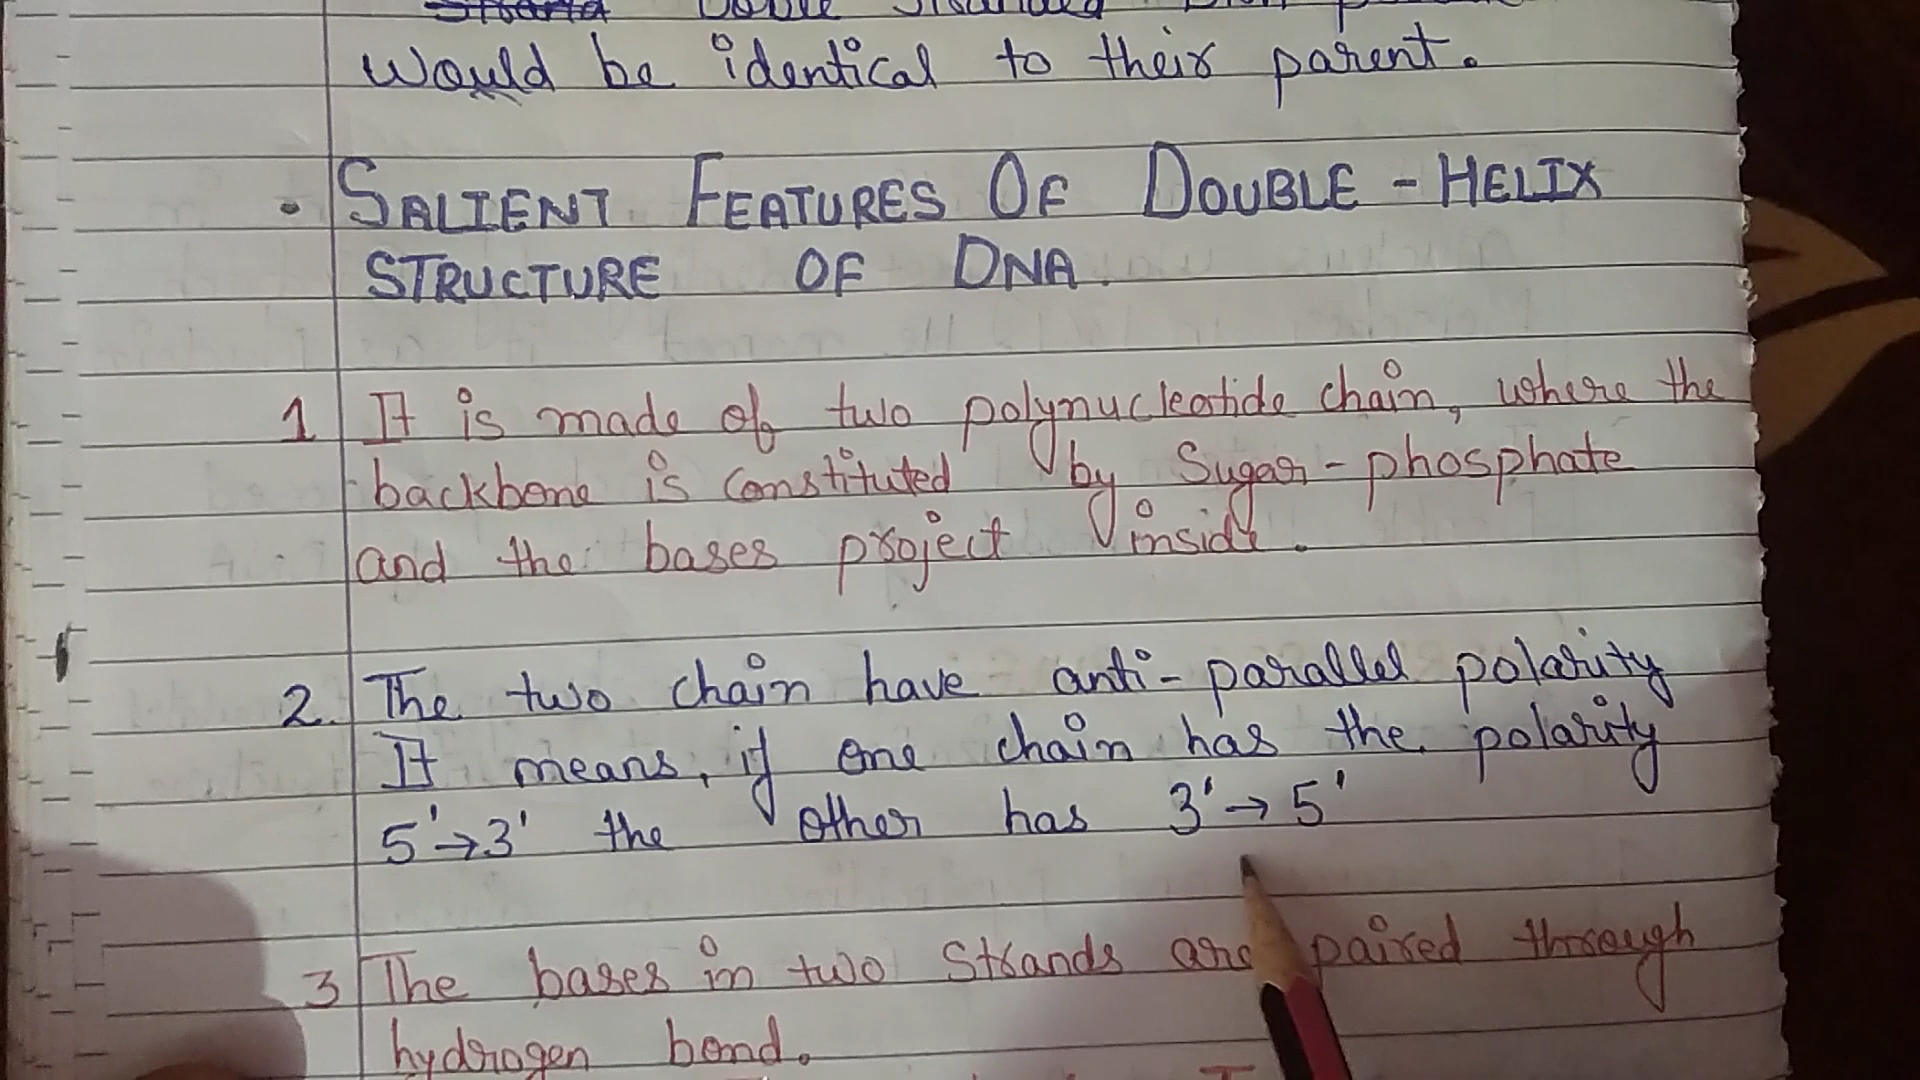 Double Stranded DNA
would be identical to their parent.
• SALIENT FEATURES OF DOUBLE - HELIX
STRUCTURE OF DNA.
1 It is made of two polynucleotide chain, where the
backbone is constituted by Sugar - phosphate
and the bases project inside.
2. The two chain have anti - parallel polarity
It means, if one chain has the polarity
5' → 3' the other has 3' → 5'
3 The bases in two Strands are paired through
hydrogen bond.